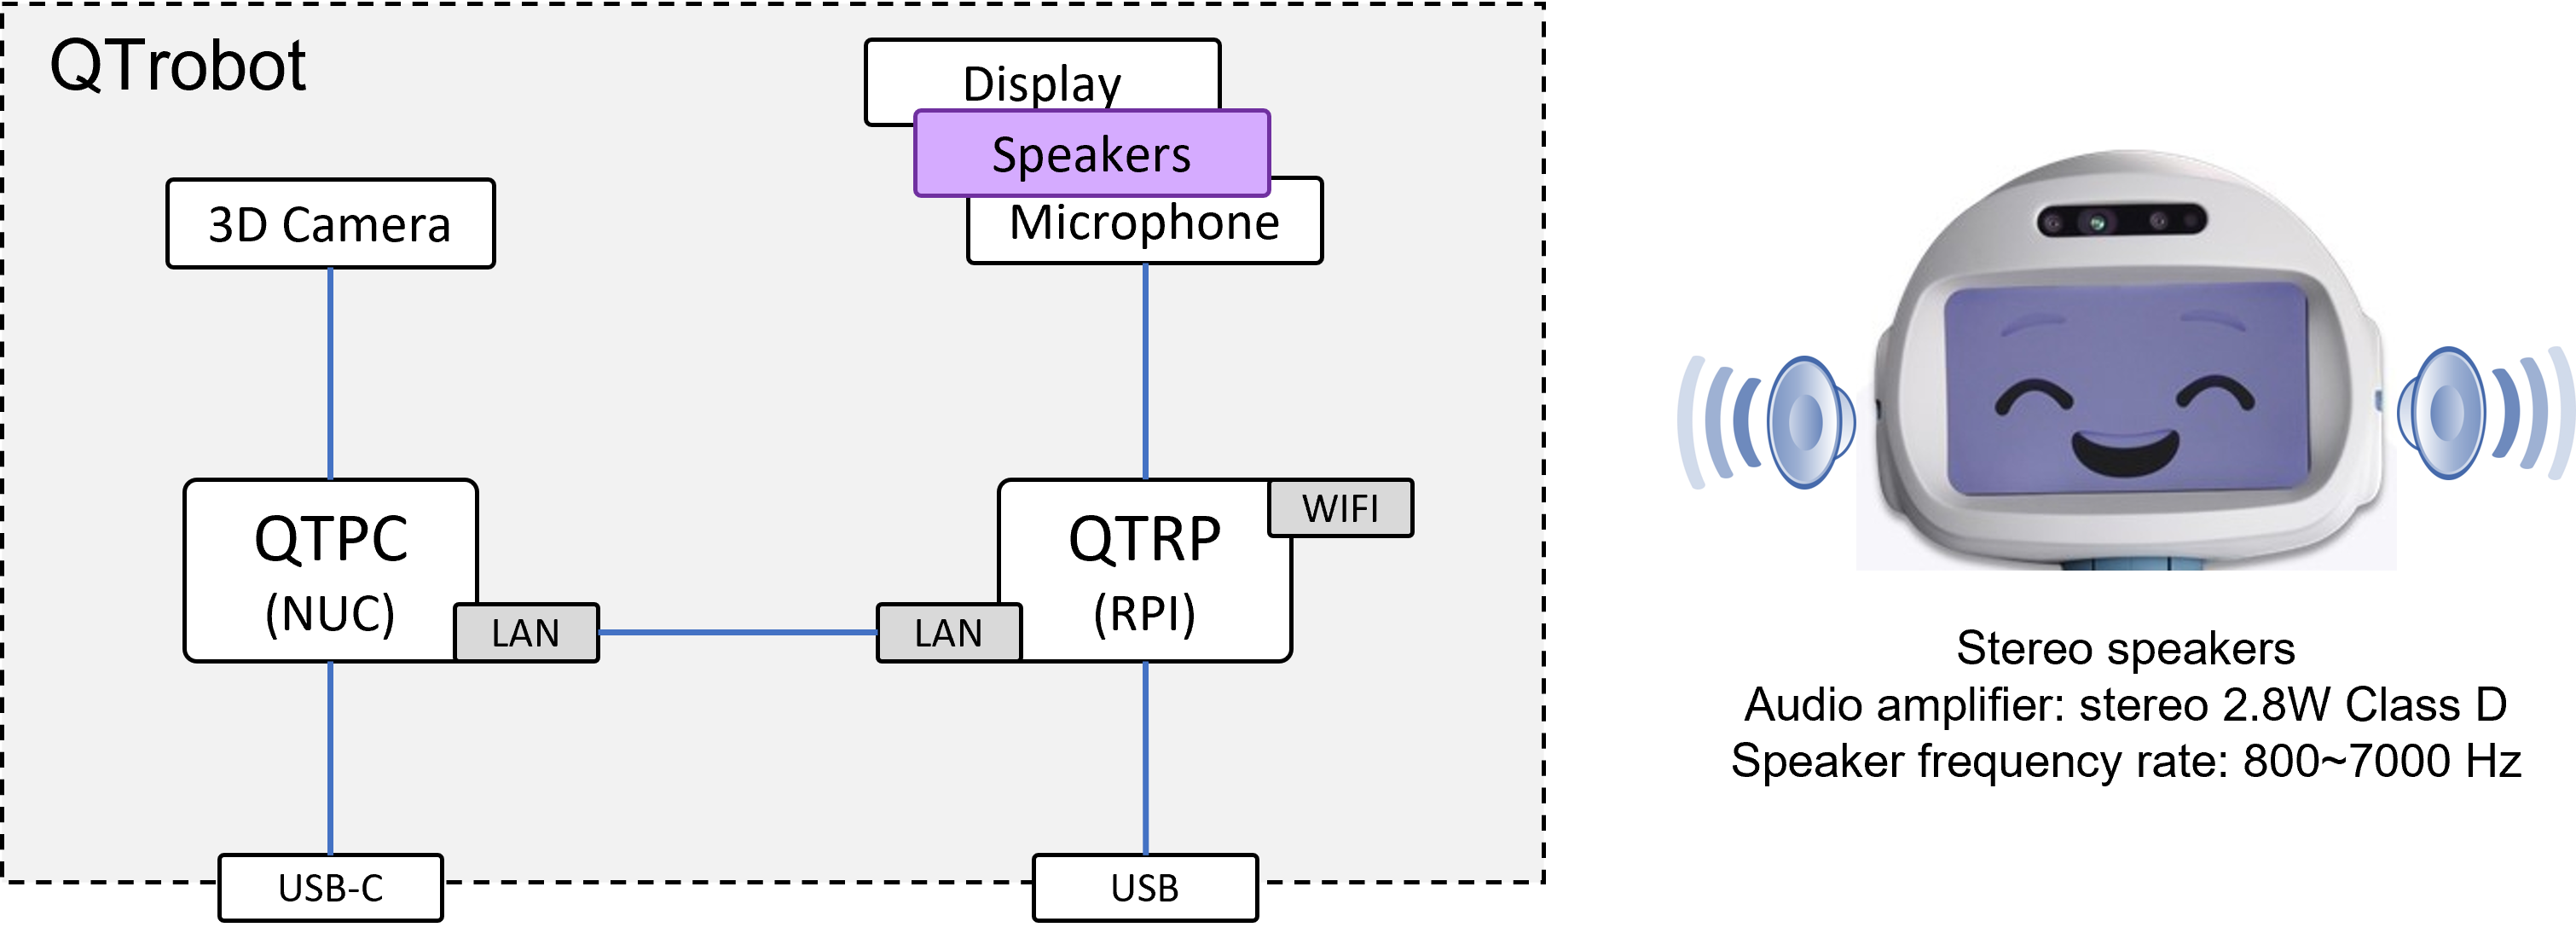 QTrobot
Display
Speakers
Microphone
3D Camera
QTPC
(NUC)
LAN
LAN
QTRP
(RPI)
WIFI
USB-C
USB
Stereo speakers
Audio amplifier: stereo 2.8W Class D
Speaker frequency rate: 800~7000 Hz